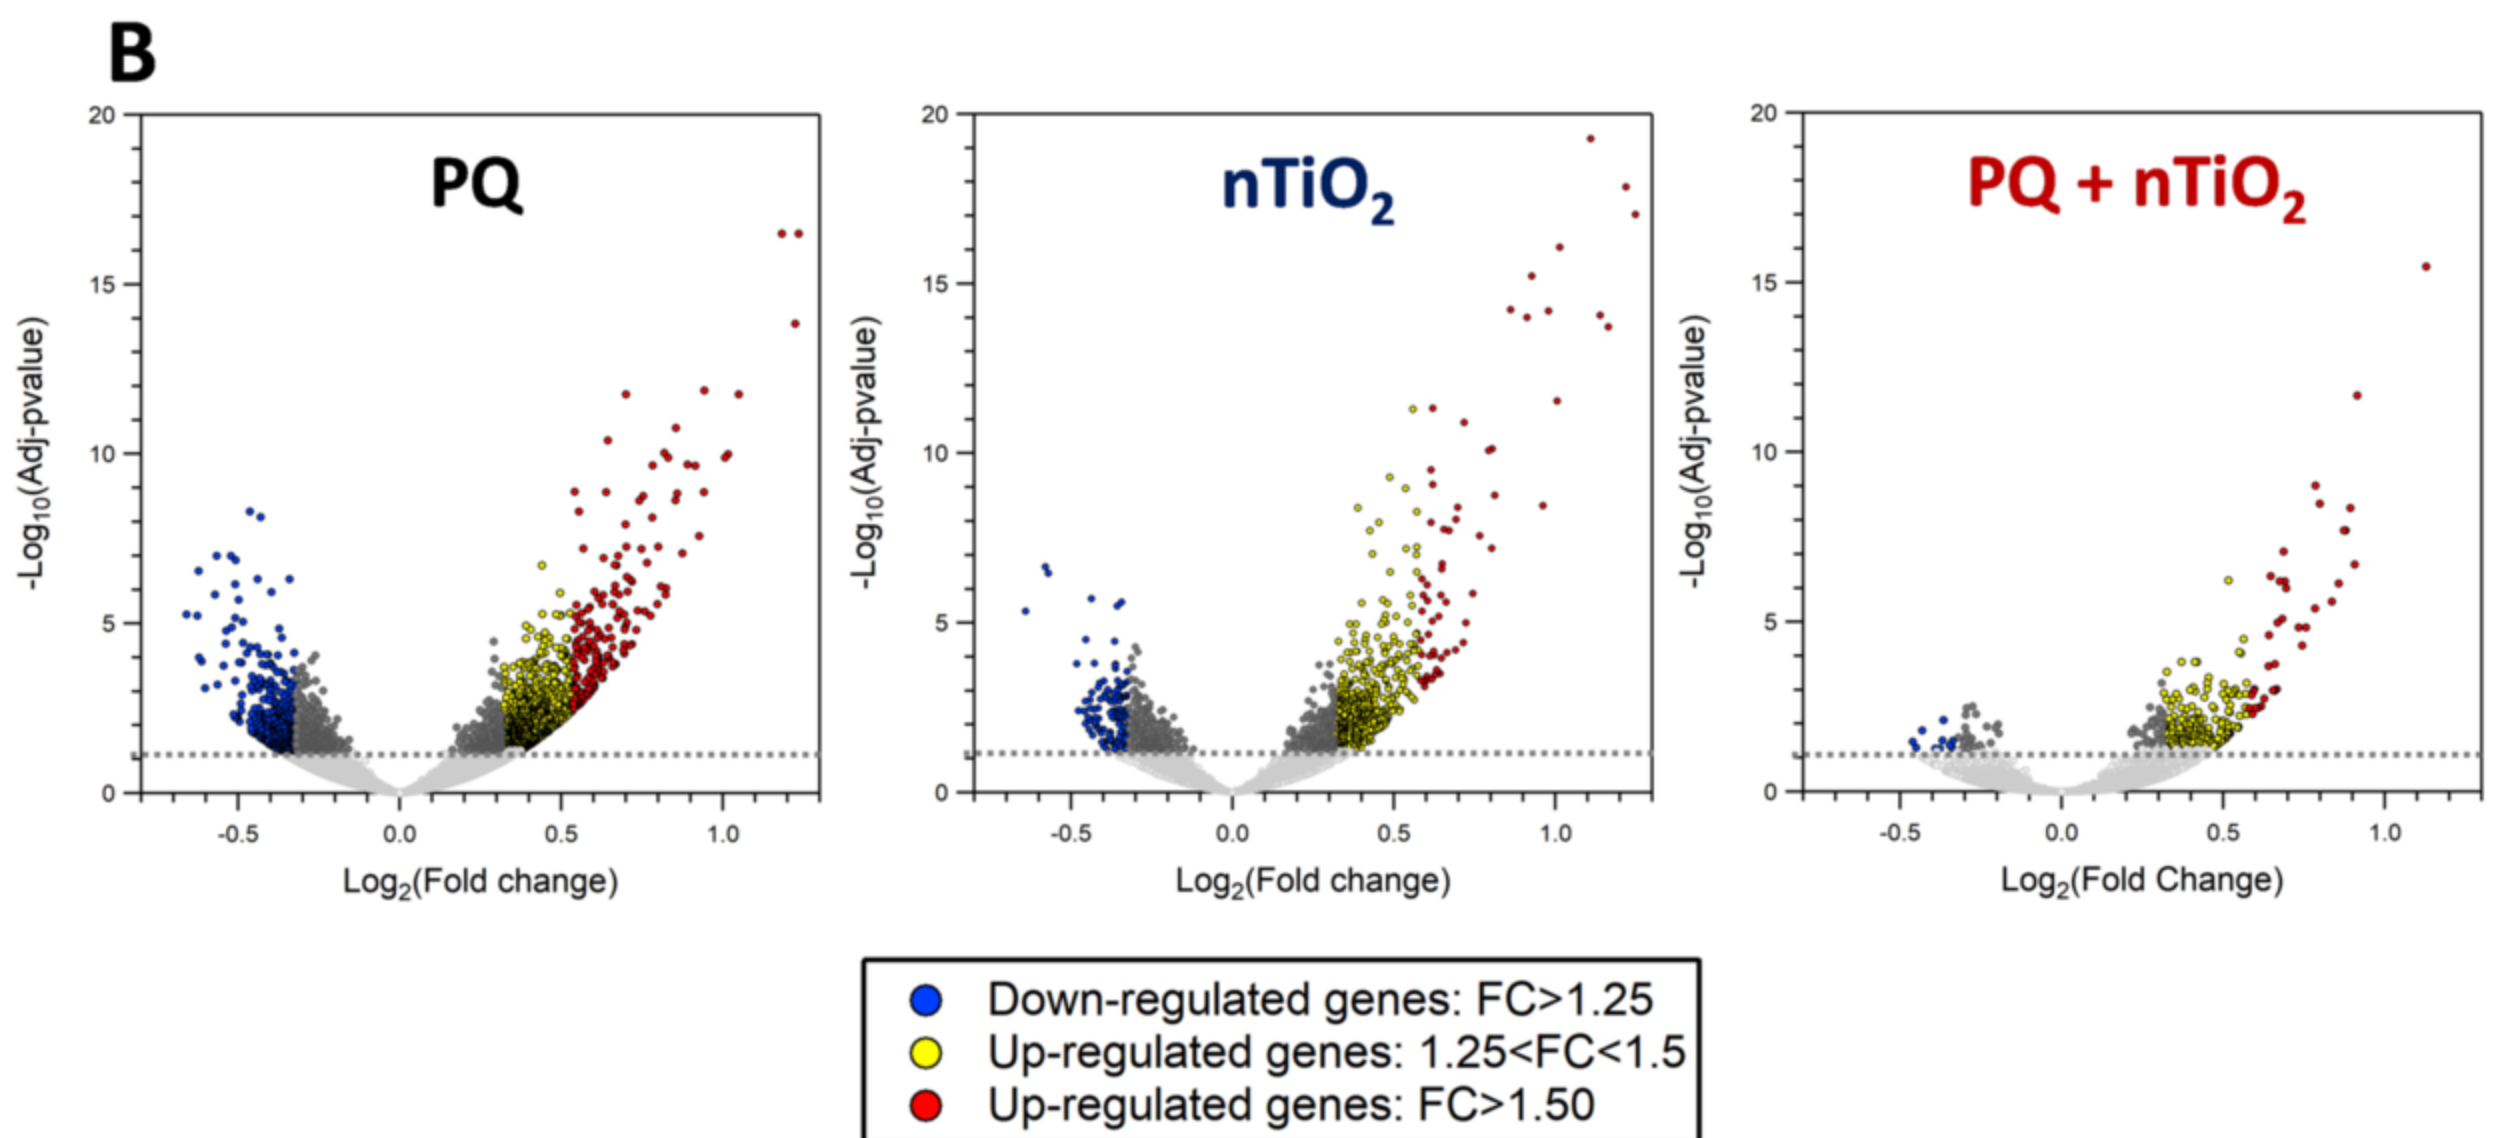 B
PQ
nTiO2
PQ + nTiO2
20
15
10
5
0
-Log10(Adj-pvalue)
-0.5 0.0 0.5 1.0
Log2(Fold change)
20
15
10
5
0
-Log10(Adj-pvalue)
-0.5 0.0 0.5 1.0
Log2(Fold change)
20
15
10
5
0
-Log10(Adj-pvalue)
-0.5 0.0 0.5 1.0
Log2(Fold Change)
Down-regulated genes: FC>1.25
Up-regulated genes: 1.25<FC<1.5
Up-regulated genes: FC>1.50